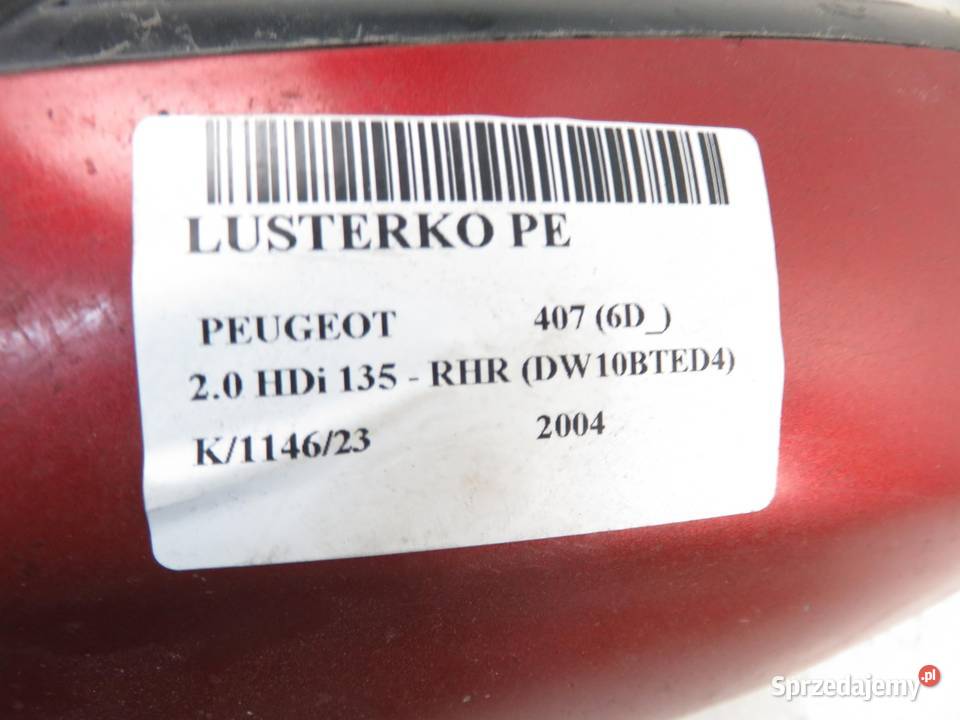 LUSTERKO PE
PEUGEOT 407 (6D_)
2.0 HDi 135 - RHR (DW10BTED4)
K/1146/23 2004
Sprzedajemy.pl